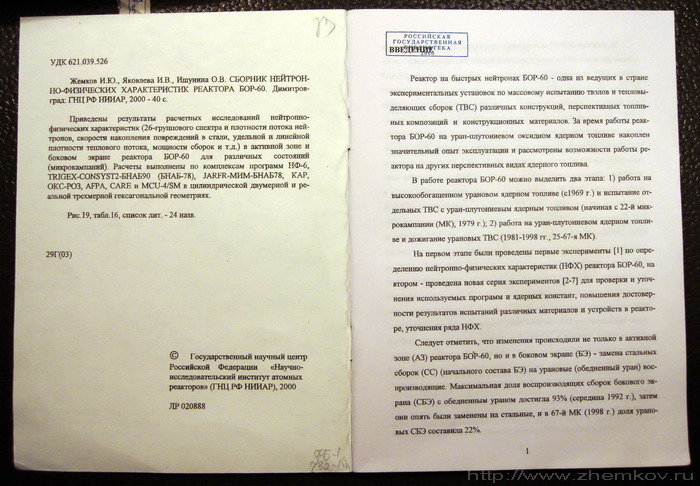 УДК 621.039.526
Жемков И.Ю., Яковлева И.В., Ишунина О.В. СБОРНИК НЕЙТРОН-
НО-ФИЗИЧЕСКИХ ХАРАКТЕРИСТИК РЕАКТОРА БОР-60. Димитров-
град: ГНЦ РФ НИИАР, 2000 - 40 с.
Приведены результаты расчетных исследований нейтронно-
физических характеристик (26-группового спектра и плотности потока ней-
тронов, скорости накопления повреждений в стали, удельной и линейной
плотности теплового потока, мощности сборки и т.д.) в активной зоне и
боковом экране реактора БОР-60 для различных состояний
(микрокампаний). Расчеты выполнены по комплексам программ НФ-6,
TRIGEX-CONSYST2-БНАБ90 (БНАБ-78), JARFR-МИМ-БНАБ78, КАР,
ОКС-РОЗ, AFPA, CARE и MCU-4/SM в цилиндрической двумерной и ре-
альной трехмерной гексагональной геометриях.
Рис.19, табл.16, список лит. - 24 назв.
29Г(03)
© Государственный научный центр
Российской Федерации «Научно-
исследовательский институт атомных
реакторов» (ГНЦ РФ НИИАР), 2000
ЛР 020888
РОССИЙСКАЯ
ГОСУДАРСТВЕННАЯ
БИБЛИОТЕКА
ВВЕДЕНИЕ
Реактор на быстрых нейтронах БОР-60 - одна из ведущих в стране
экспериментальных установок по массовому испытанию твэлов и тепловы-
деляющих сборок (ТВС) различных конструкций, перспективных топлив-
ных композиций и конструкционных материалов. За время работы реакто-
ра БОР-60 на уран-плутониевом оксидном ядерном топливе накоплен
значительный опыт эксплуатации и рассмотрены возможности работы ре-
актора на других перспективных видах ядерного топлива.
В работе реактора БОР-60 можно выделить два этапа: 1) работа на
высокообогащенном урановом ядерном топливе (с1969 г.) и испытание от-
дельных ТВС с уран-плутониевым ядерным топливом (начиная с 22-й мик-
рокампании (МК), 1979 г.); 2) работа на уран-плутониевом ядерном топли-
ве и дожигание урановых ТВС (1981-1998 гг., 25-67-я МК).
На первом этапе были проведены первые эксперименты [1] по опре-
делению нейтронно-физических характеристик (НФХ) реактора БОР-60, на
втором - проведена новая серия экспериментов [2-7] для проверки и уточ-
нения используемых программ и ядерных констант, повышения достовер-
ности результатов испытаний различных материалов и устройств в реакто-
ре, уточнения ряда НФХ.
Следует отметить, что изменения происходили не только в активной
зоне (АЗ) реактора БОР-60, но и в боковом экране (БЭ) - замена стальных
сборок (СС) (начального состава БЭ) на урановые (обедненный уран) вос-
производящие. Максимальная доля воспроизводящих сборок бокового эк-
рана (СБЭ) с обедненным ураном достигла 93% (середина 1992 г.), затем
они опять были заменены на стальные, и в 67-й МК (1998 г.) доля урано-
вых СБЭ составила 22%.
1
http://www.zhemkov.ru